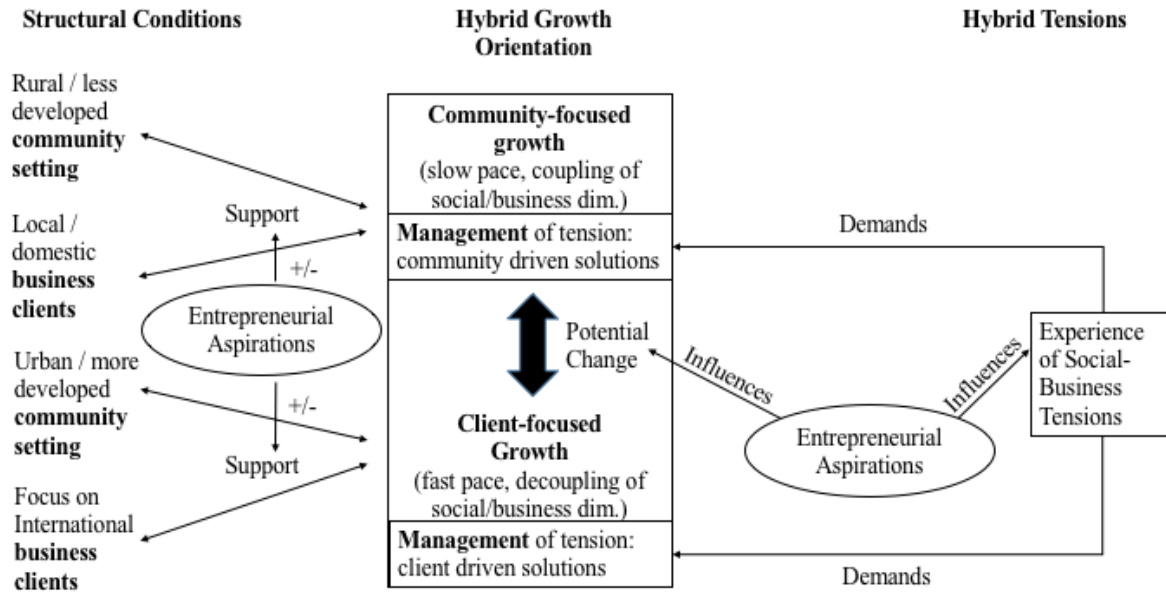 Structural Conditions
Hybrid Growth
Orientation
Hybrid Tensions
Rural / less
developed
community
setting
Local /
domestic
business
clients
Urban / more
developed
community
setting
Focus on
International
business
clients
Support
+/-
Entrepreneurial
Aspirations
+/-
Support
Community-focused
growth
(slow pace, coupling of
social/business dim.)
Management of tension:
community driven solutions
Potential
Change
Client-focused
Growth
(fast pace, decoupling of
social/business dim.)
Management of tension:
client driven solutions
Demands
Influences
Influences
Entrepreneurial
Aspirations
Experience
of Social-
Business
Tensions
Demands